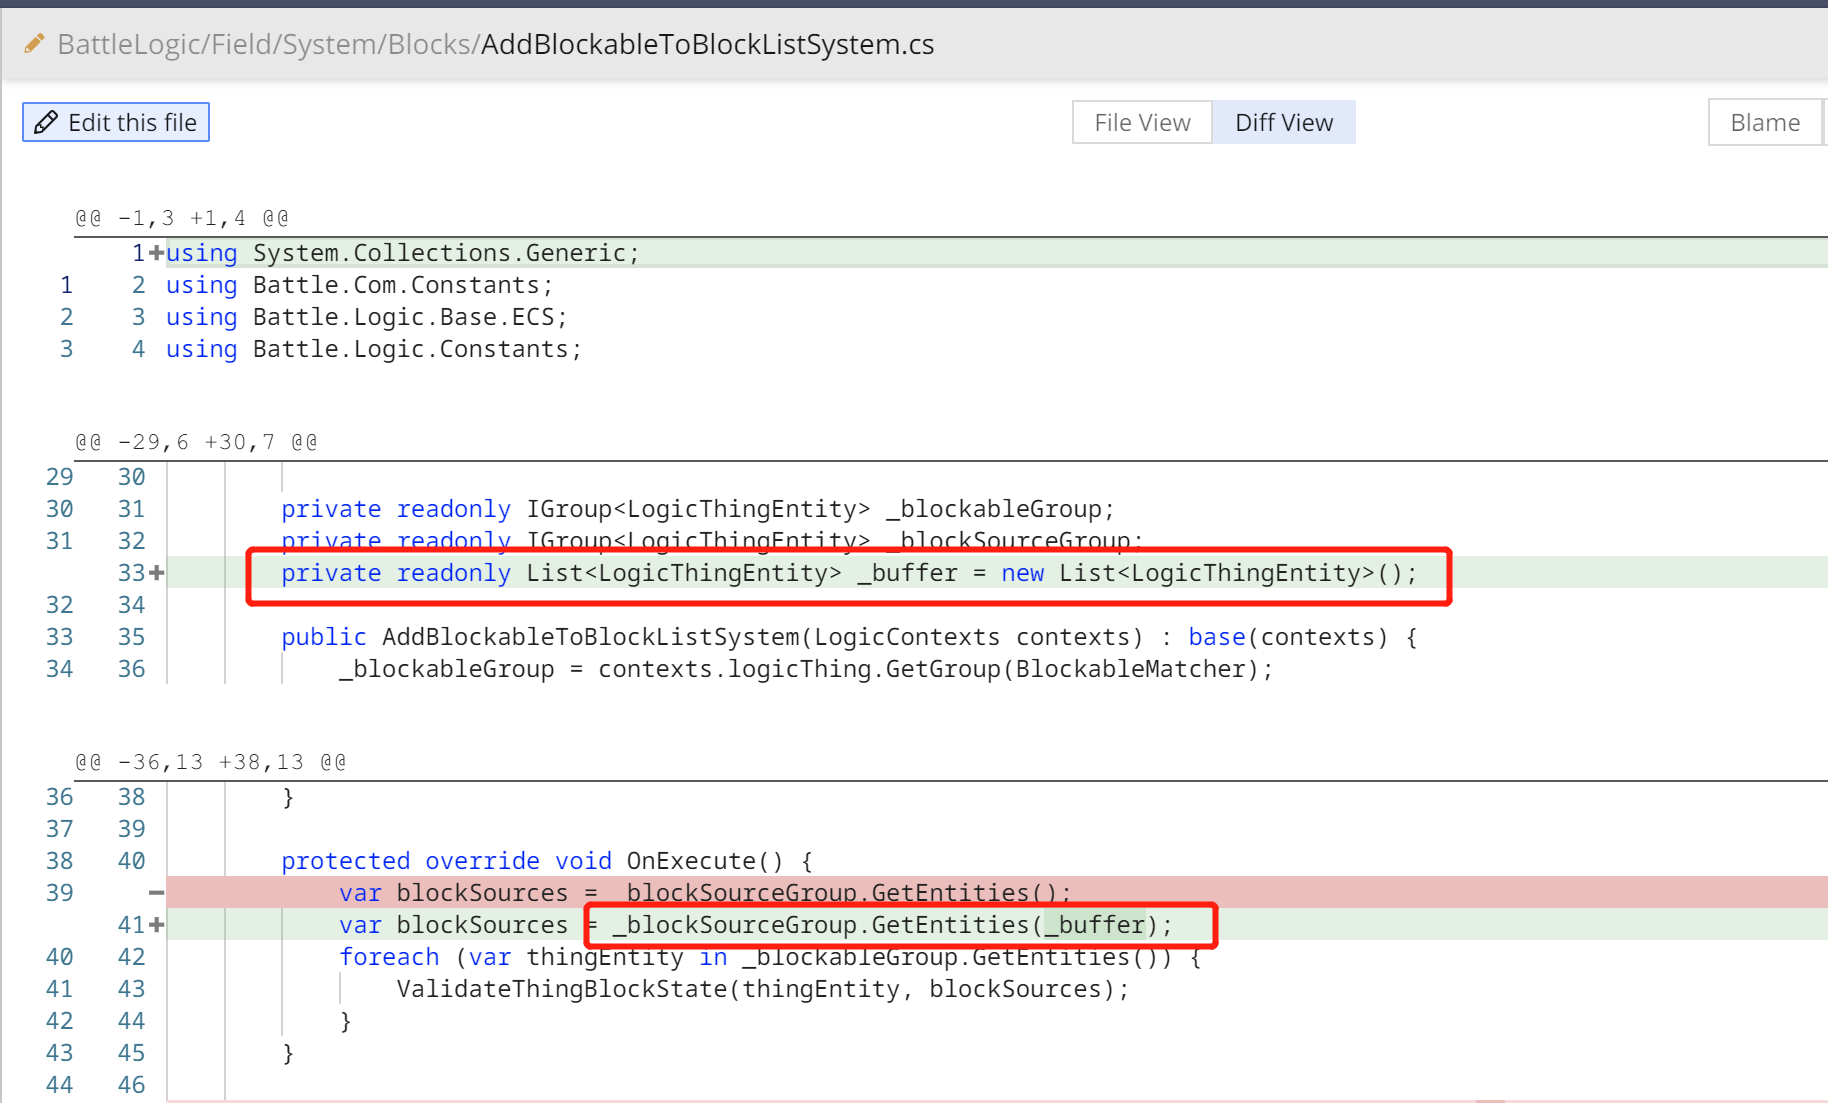 BattleLogic/Field/System/Blocks/AddBlockableToBlockListSystem.cs
Edit this file
File View Diff View Blame
@@ -1,3 +1,4 @@
1+using System.Collections.Generic;
1 2 using Battle.Com.Constants;
2 3 using Battle.Logic.Base.ECS;
3 4 using Battle.Logic.Constants;
@@ -29,6 +30,7 @@
29 30
30 31 private readonly IGroup<LogicThingEntity> _blockableGroup;
31 32 private readonly IGroup<LogicThingEntity> _blockSourceGroup;
33+ private readonly List<LogicThingEntity> _buffer = new List<LogicThingEntity>();
32 34
33 35 public AddBlockableToBlockListSystem(LogicContexts contexts) : base(contexts) {
34 36 _blockableGroup = contexts.logicThing.GetGroup(BlockableMatcher);
@@ -36,13 +38,13 @@
36 38 }
37 39
38 40 protected override void OnExecute() {
39 - var blockSources = _blockSourceGroup.GetEntities();
41+ var blockSources = _blockSourceGroup.GetEntities(_buffer);
40 42 foreach (var thingEntity in _blockableGroup.GetEntities()) {
41 43 ValidateThingBlockState(thingEntity, blockSources);
42 44 }
43 45 }
44 46